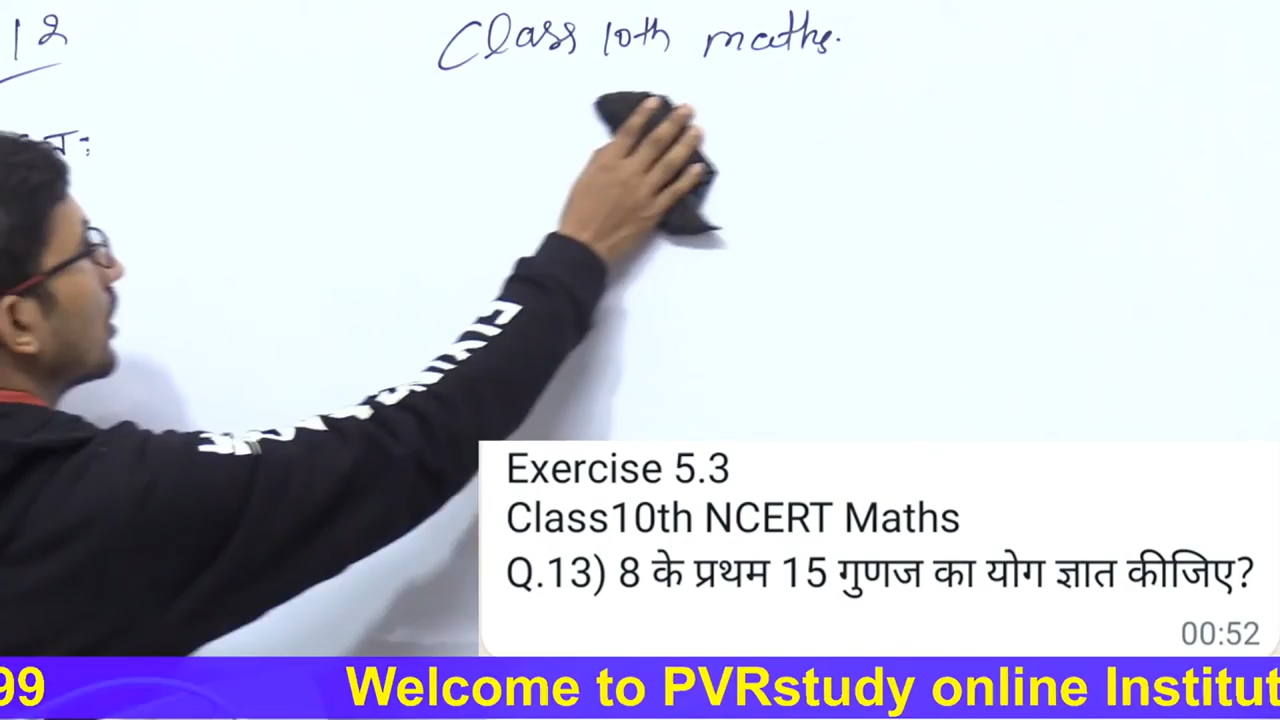 12
Class 10th maths.
Exercise 5.3
Class10th NCERT Maths
Q.13) 8 के प्रथम 15 गुणज का योग ज्ञात कीजिए?
00:52
99 Welcome to PVRstudy online Institut